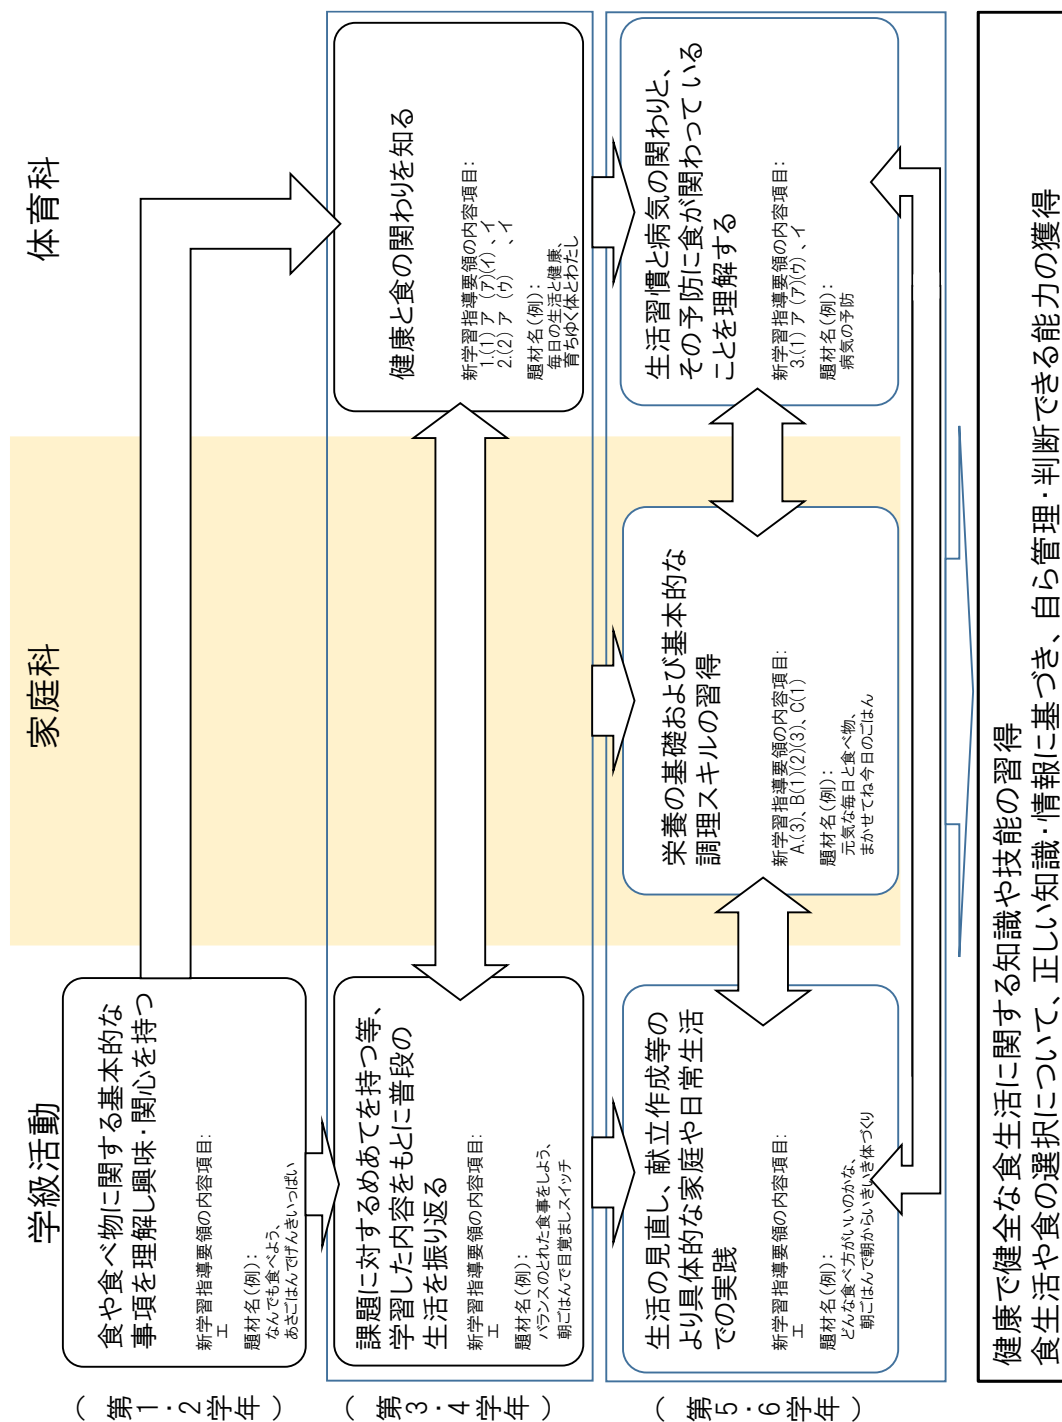 学級活動
家庭科
体育科
（第1・2学年）
食や食べ物に関する基本的な
事項を理解し興味・関心を持つ
新学習指導要領の内容項目:
エ
題材名(例)：
なんでも食べよう、
あさごはんでげんきいっぱい
（第3・4学年）
課題に対するめあてを持つ等、
学習した内容をもとに普段の
生活を振り返る
新学習指導要領の内容項目:
エ
題材名(例)：
バランスのとれた食事をしよう、
朝ごはんで目覚ましスイッチ
健康と食の関わりを知る
新学習指導要領の内容項目:
1.(1) ア (ア)(イ) 、イ
2.(2) ア (ウ) 、イ
題材名(例)：
毎日の生活と健康、
育ちゆく体とわたし
（第5・6学年）
生活の見直し、献立作成等の
より具体的な家庭や日常生活
での実践
新学習指導要領の内容項目:
エ
題材名(例)：
どんな食べ方がいいのかな、
朝ごはんで朝からいきいき体づくり
栄養の基礎および基本的な
調理スキルの習得
新学習指導要領の内容項目:
A.(3)、B(1)(2)(3)、C(1)
題材名(例)：
元気な毎日と食べ物、
まかせてね今日のごはん
生活習慣と病気の関わりと、
その予防に食が関わっている
ことを理解する
新学習指導要領の内容項目:
3.(1) ア (ア)(ウ) 、イ
題材名(例)：
病気の予防
健康で健全な食生活に関する知識や技能の習得
食生活や食の選択について、正しい知識・情報に基づき、自ら管理・判断できる能力の獲得